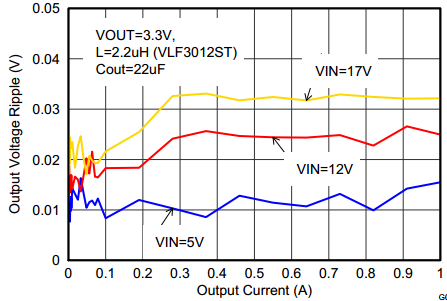 0.05
0.04
0.03
0.02
0.01
0
Output Voltage Ripple (V)
VOUT=3.3V,
L=2.2uH (VLF3012ST)
Cout=22uF
VIN=17V
VIN=12V
VIN=5V
0 0.1 0.2 0.3 0.4 0.5 0.6 0.7 0.8 0.9 1
Output Current (A)